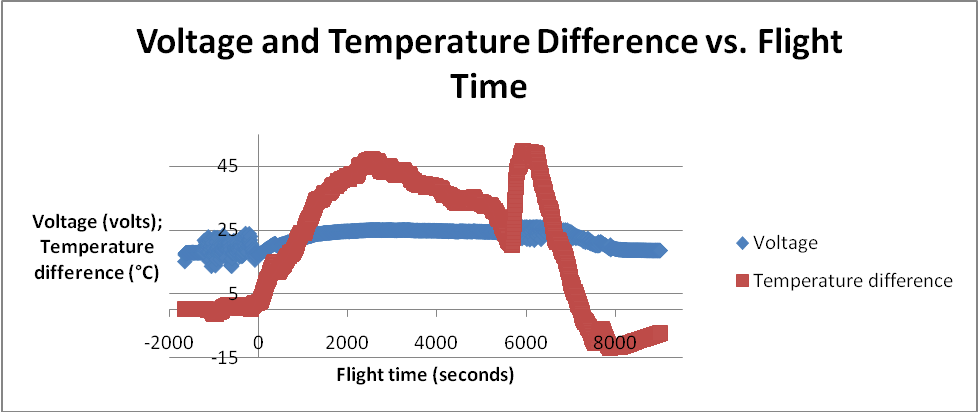 Voltage and Temperature Difference vs. Flight
Time
45
25
5
-15
Voltage (volts);
Temperature
difference (°C)
-2000 0 2000 4000 6000 8000
Flight time (seconds)
Voltage
Temperature difference